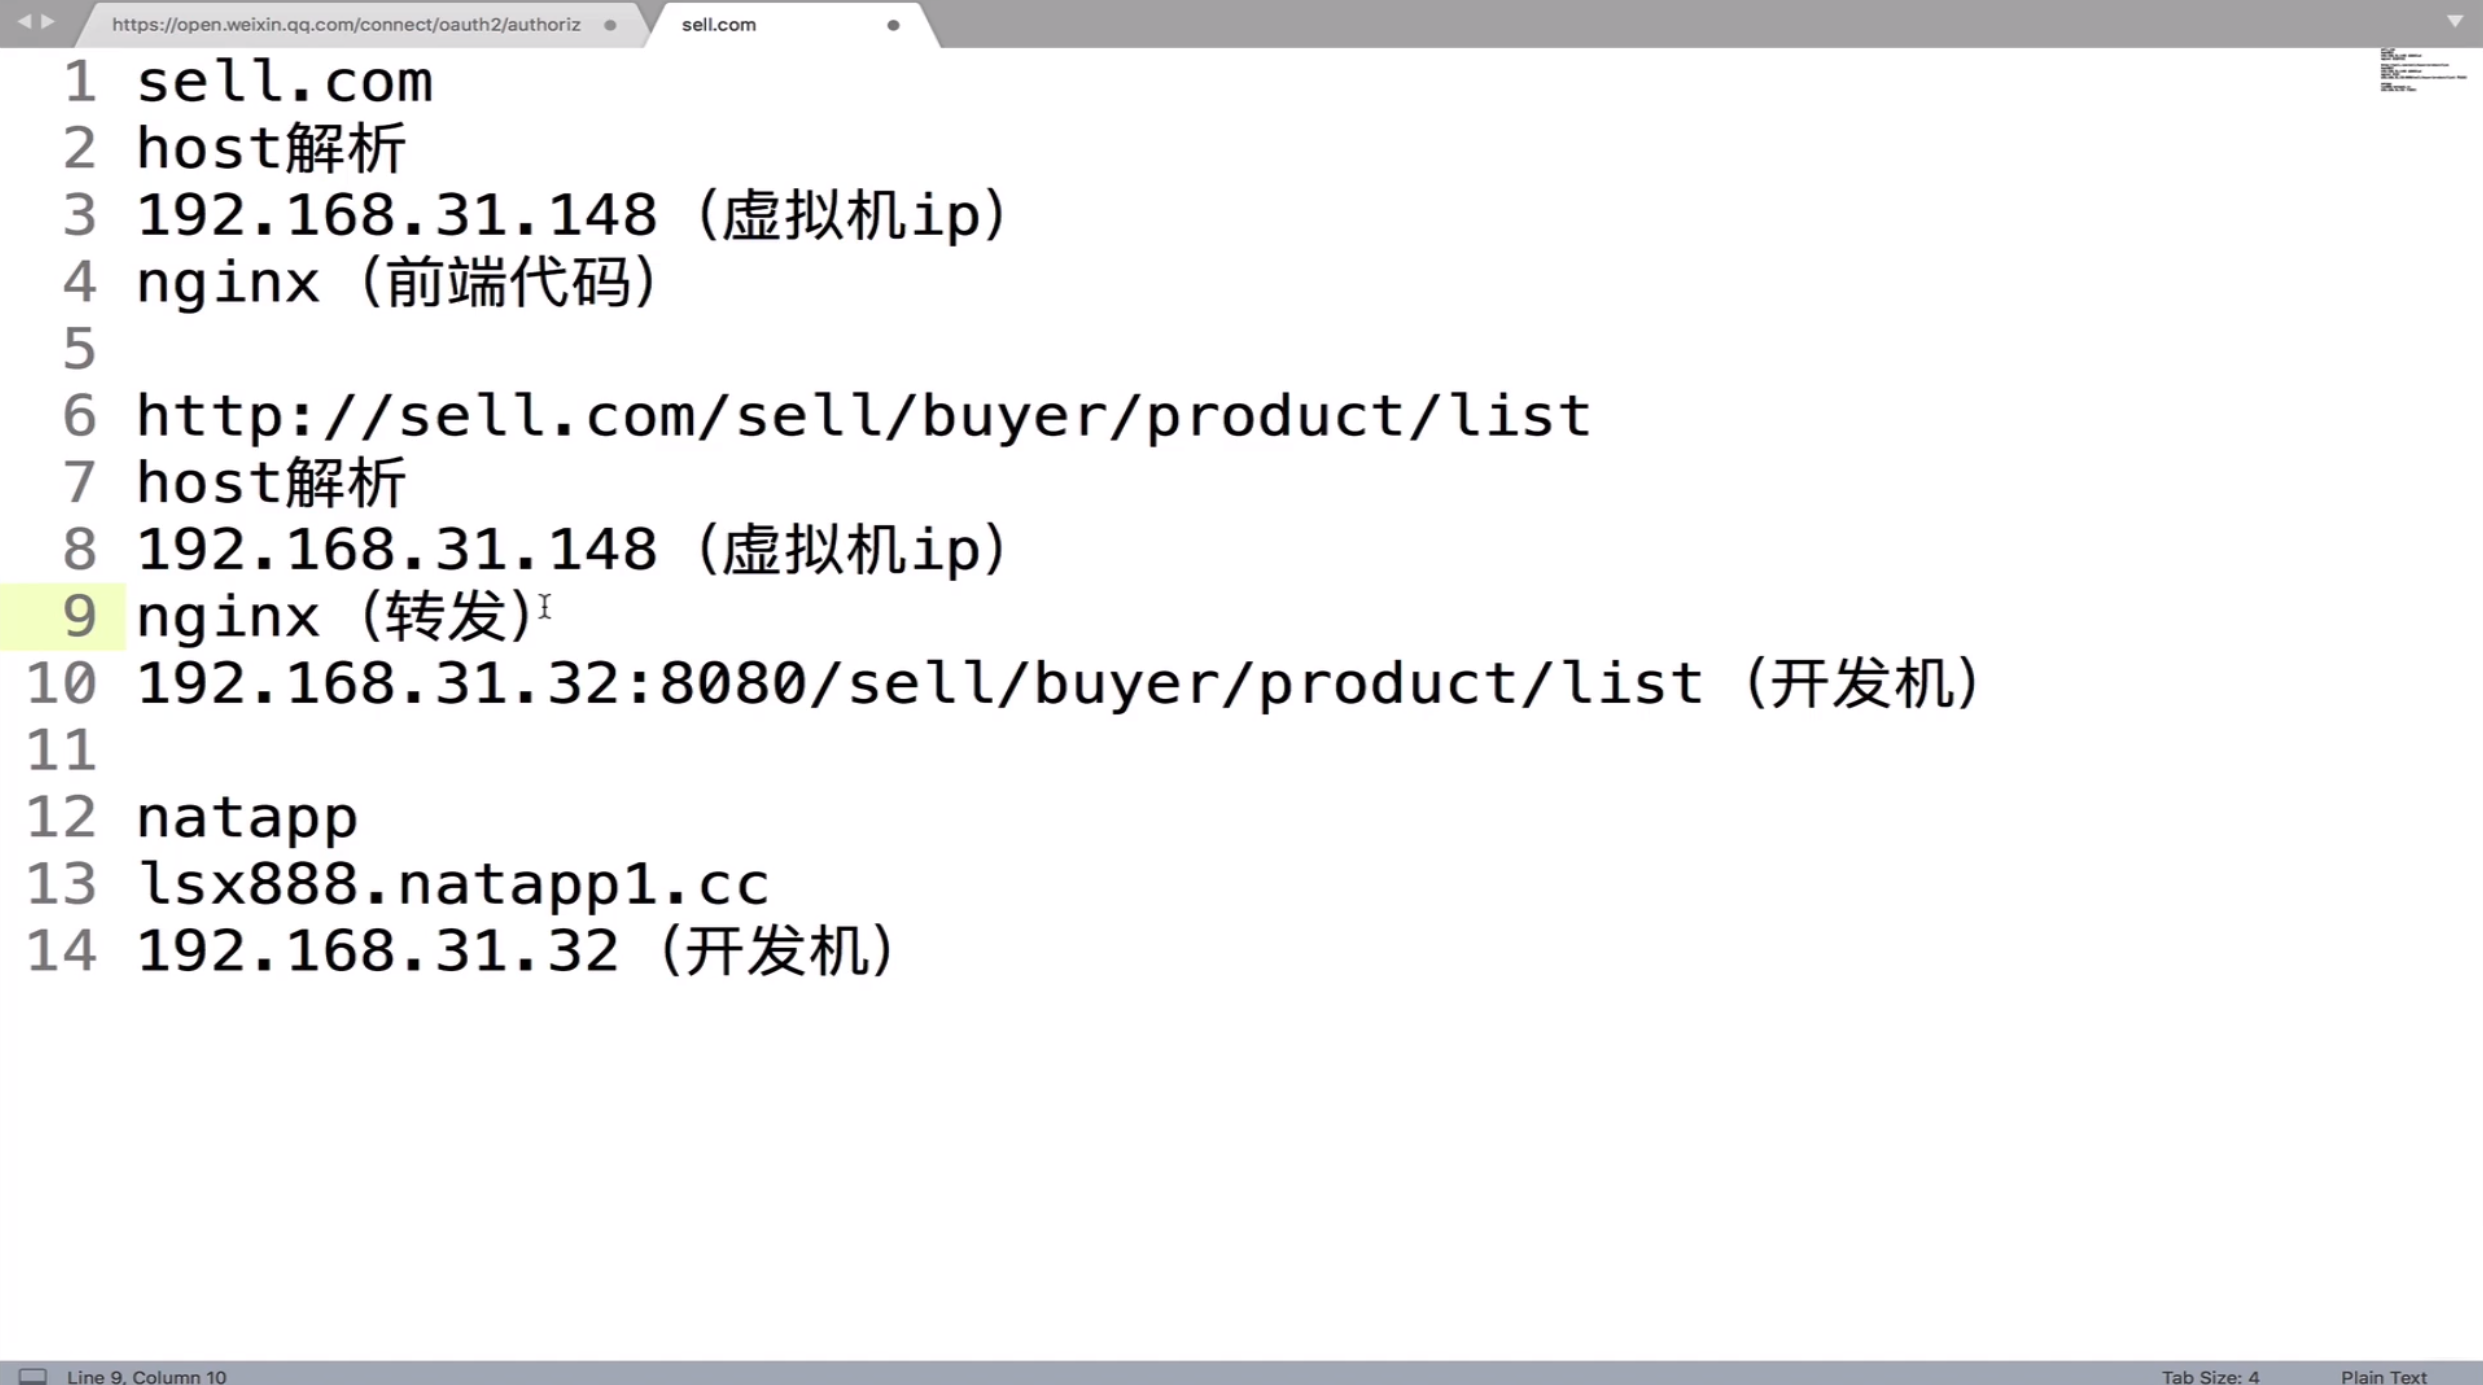 https://open.weixin.qq.com/connect/oauth2/authoriz
sell.com
1 sell.com
2 host解析
3 192.168.31.148（虚拟机ip）
4 nginx（前端代码）
5
6 http://sell.com/sell/buyer/product/list
7 host解析
8 192.168.31.148（虚拟机ip）
9 nginx（转发）
10 192.168.31.32:8080/sell/buyer/product/list（开发机）
11
12 natapp
13 lsx888.natapp1.cc
14 192.168.31.32（开发机）
Line 9, Column 10
Tab Size: 4
Plain Text